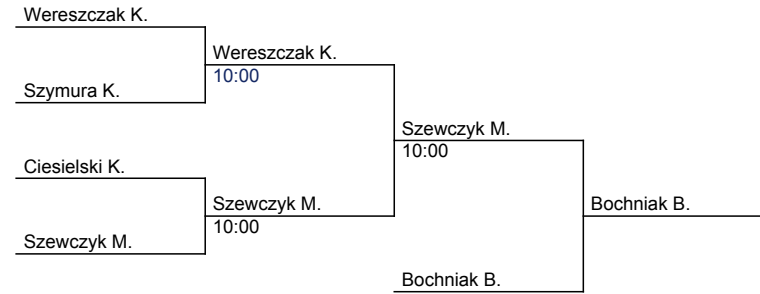 Wereszczak K.
Wereszczak K.
10:00
Szymura K.
Szewczyk M.
10:00
Ciesielski K.
Szewczyk M.
Bochniak B.
10:00
Szewczyk M.
Bochniak B.